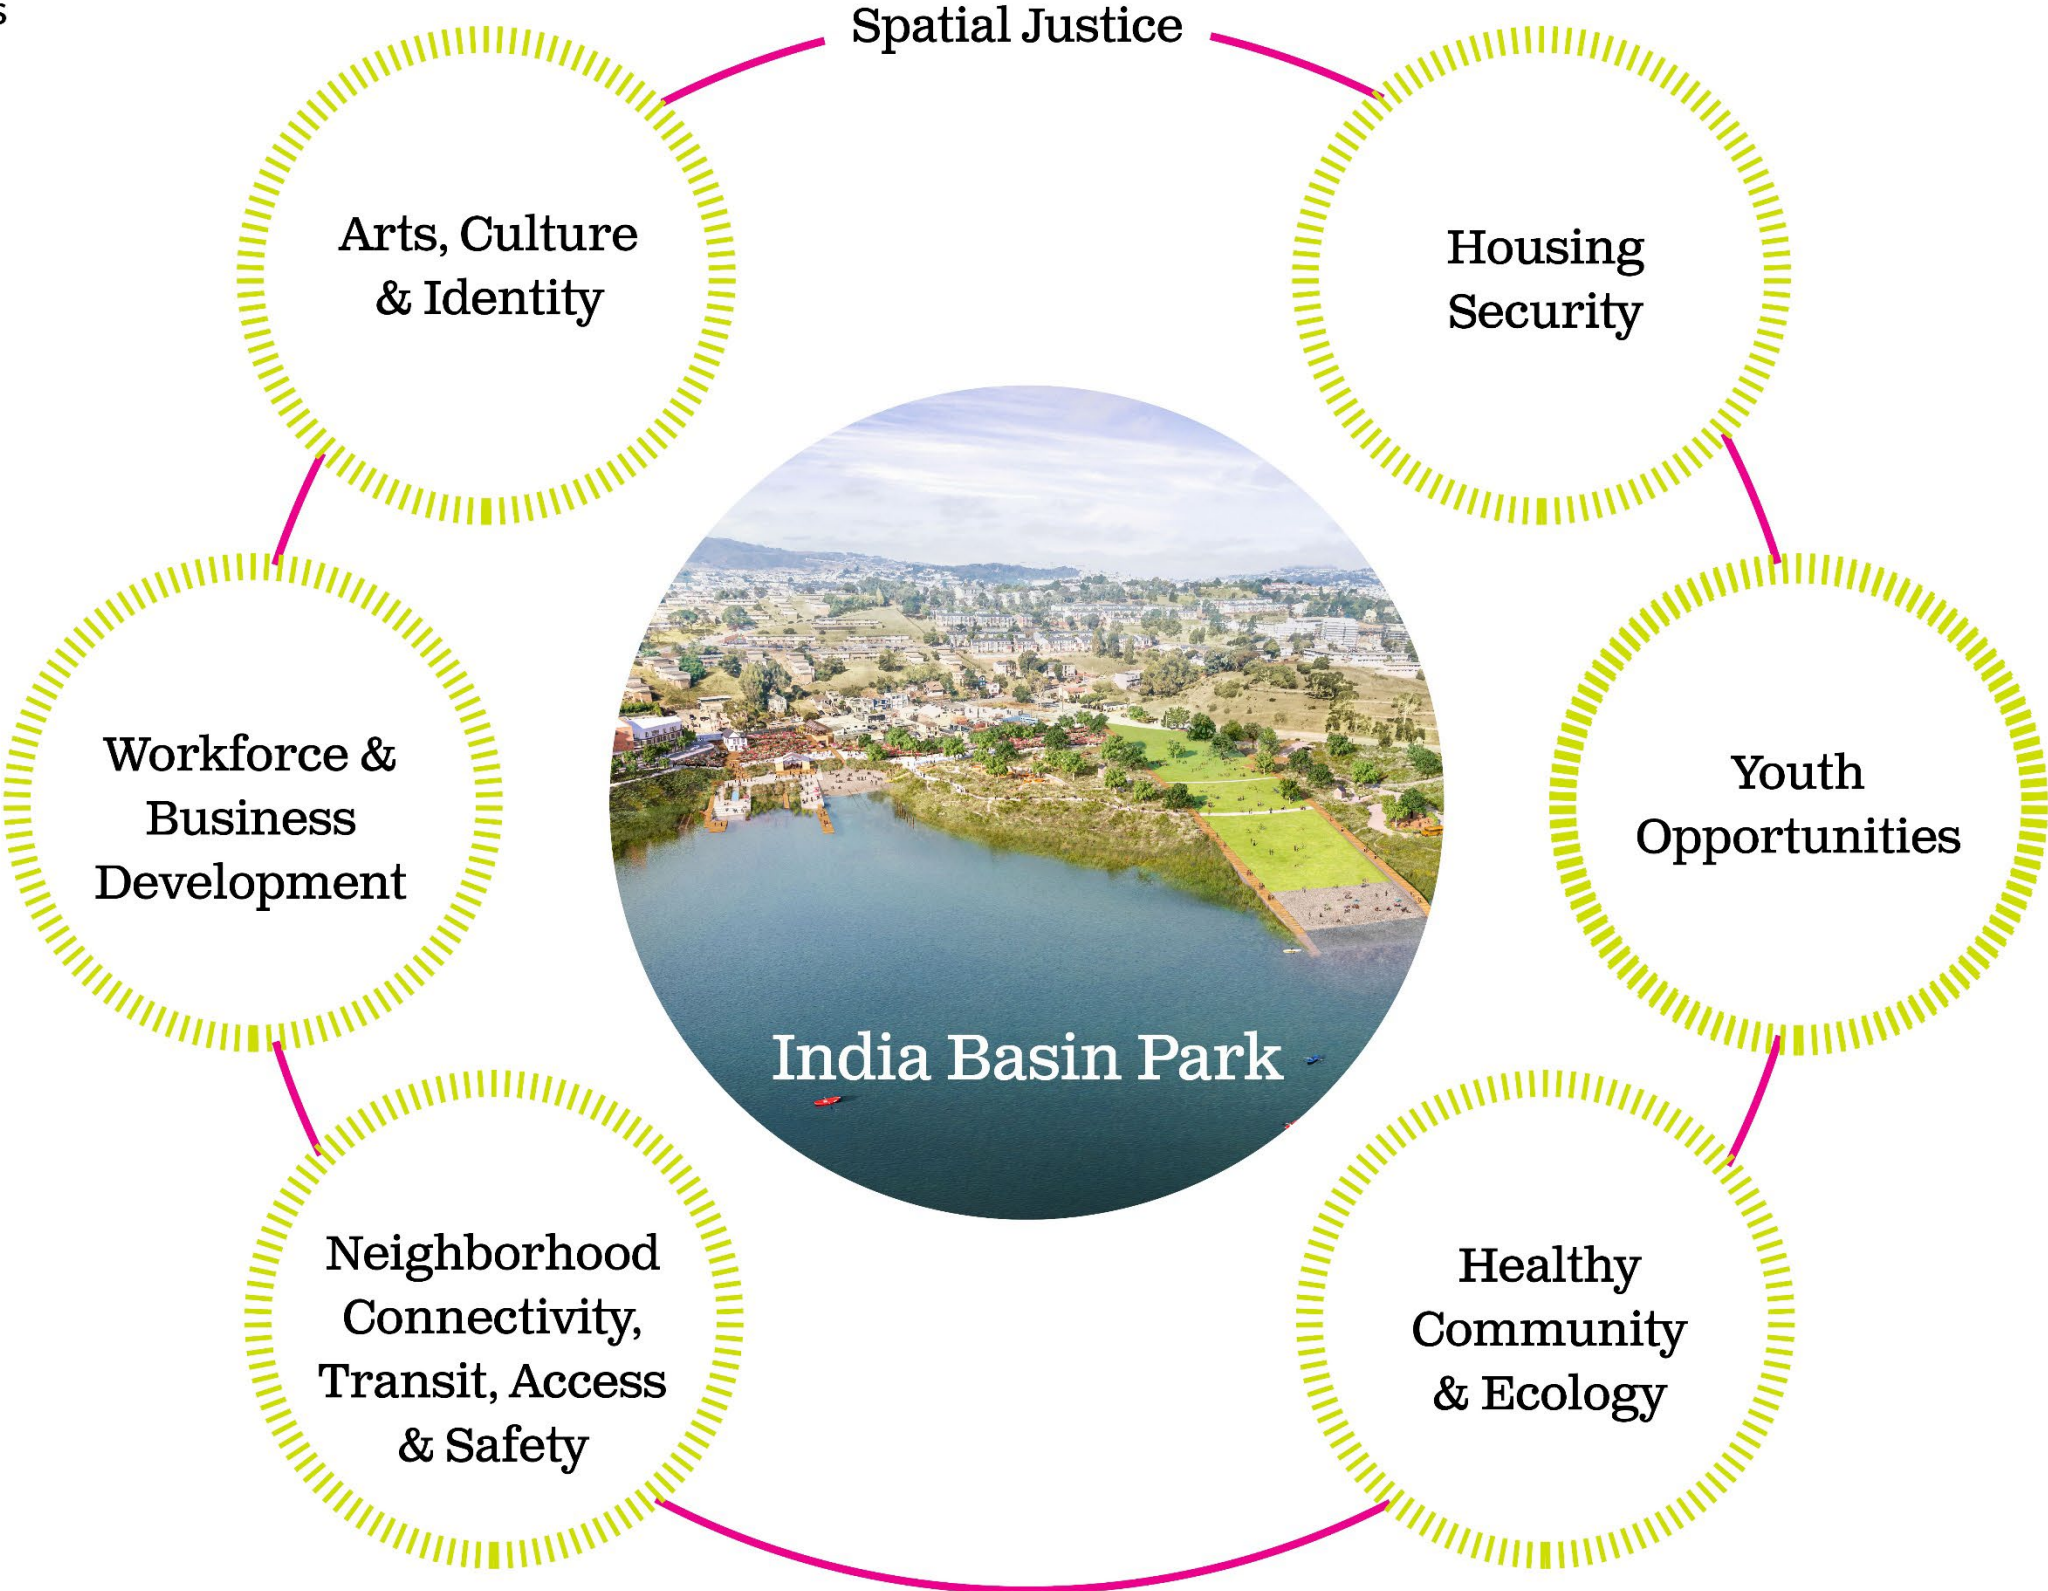 Spatial Justice
Arts, Culture
& Identity
Housing
Security
Workforce &
Business
Development
Youth
Opportunities
India Basin Park
Neighborhood
Connectivity,
Transit, Access
& Safety
Healthy
Community
& Ecology